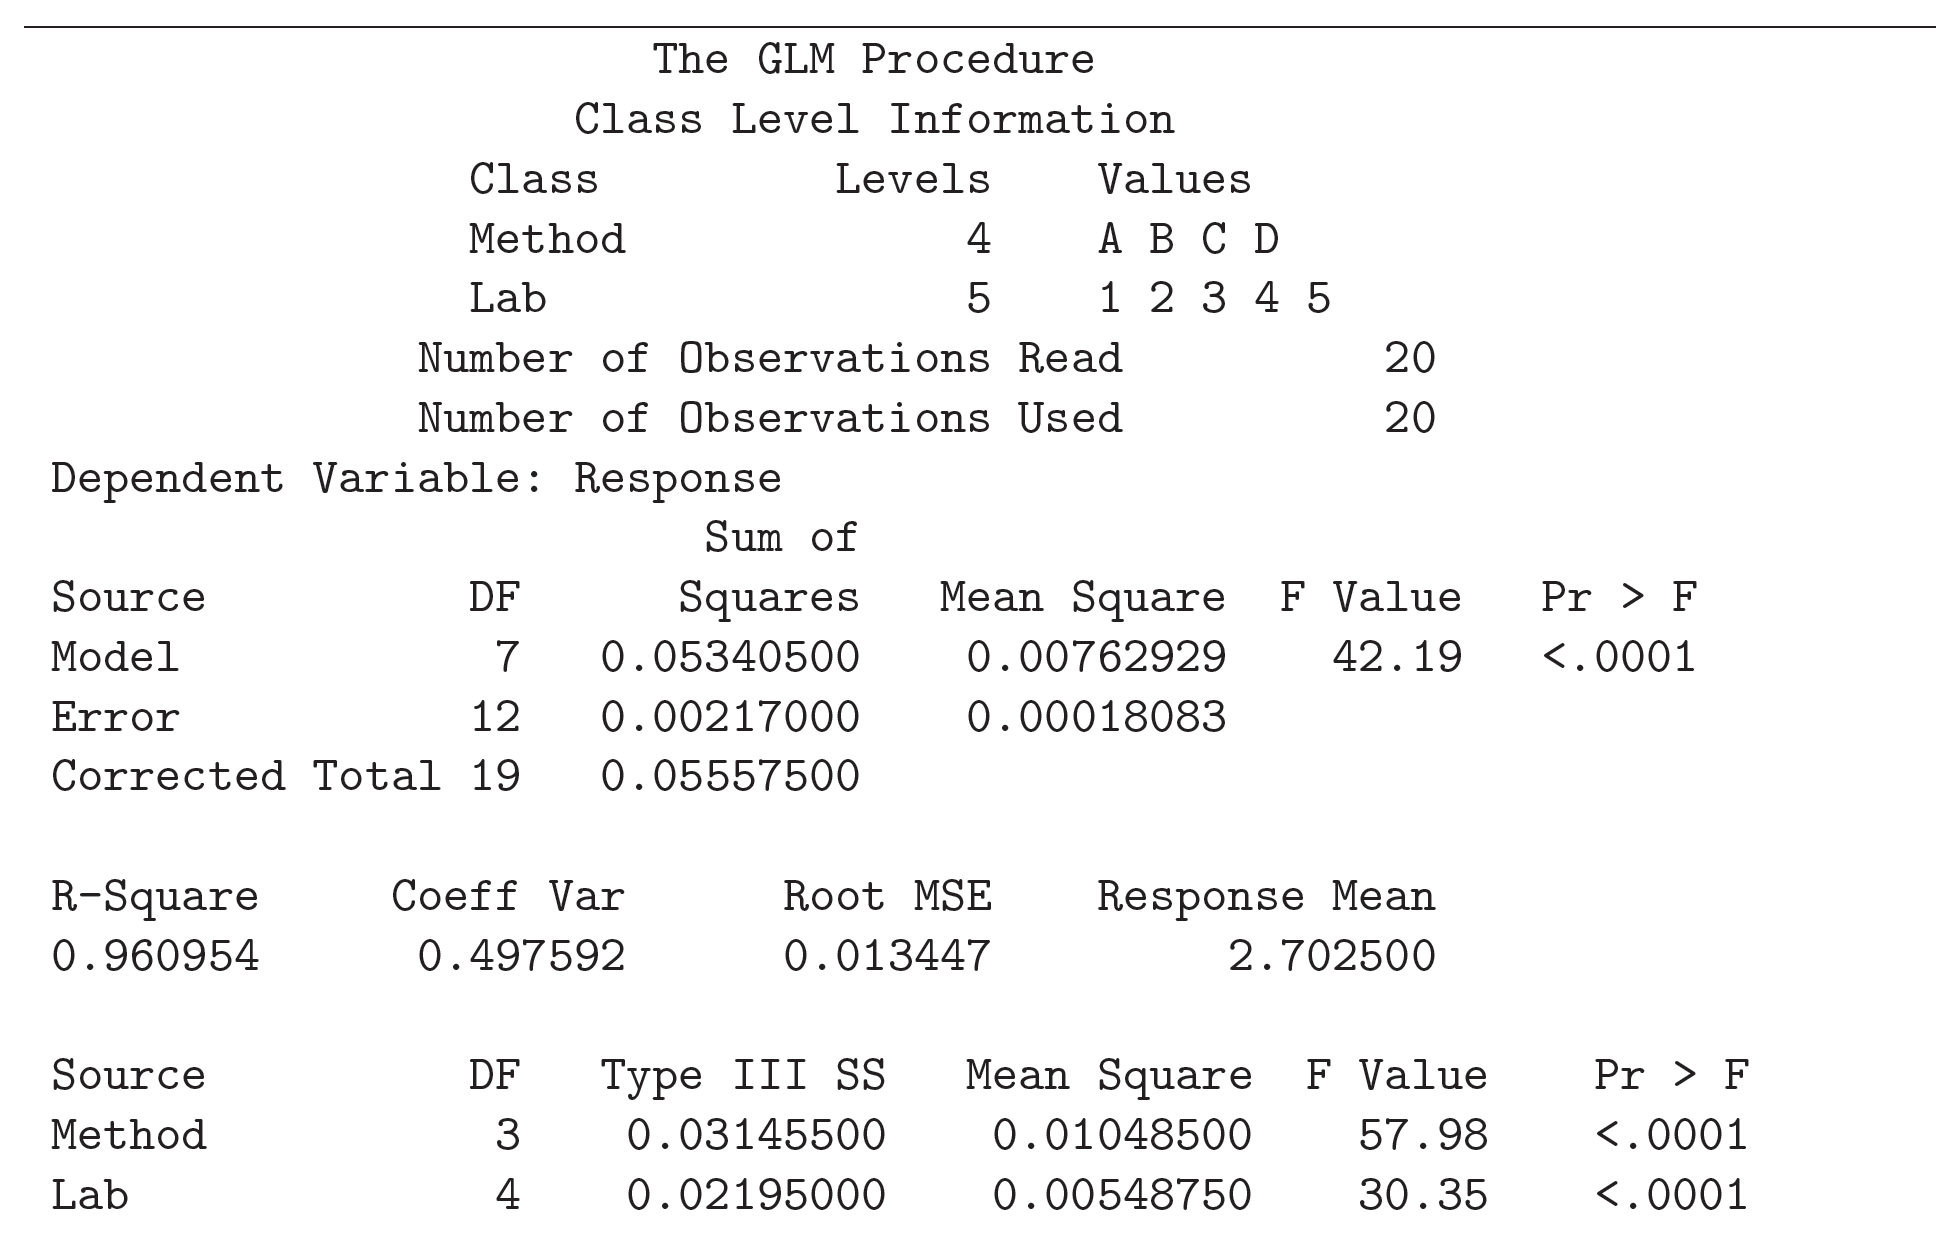 The GLM Procedure
Class Level Information
Class Levels Values
Method 4 A B C D
Lab 5 1 2 3 4 5
Number of Observations Read 20
Number of Observations Used 20
Dependent Variable: Response
Sum of
Source DF Squares Mean Square F Value Pr > F
Model 7 0.05340500 0.00762929 42.19 <.0001
Error 12 0.00217000 0.00018083
Corrected Total 19 0.05557500
R-Square Coeff Var Root MSE Response Mean
0.960954 0.497592 0.013447 2.702500
Source DF Type III SS Mean Square F Value Pr > F
Method 3 0.03145500 0.01048500 57.98 <.0001
Lab 4 0.02195000 0.00548750 30.35 <.0001